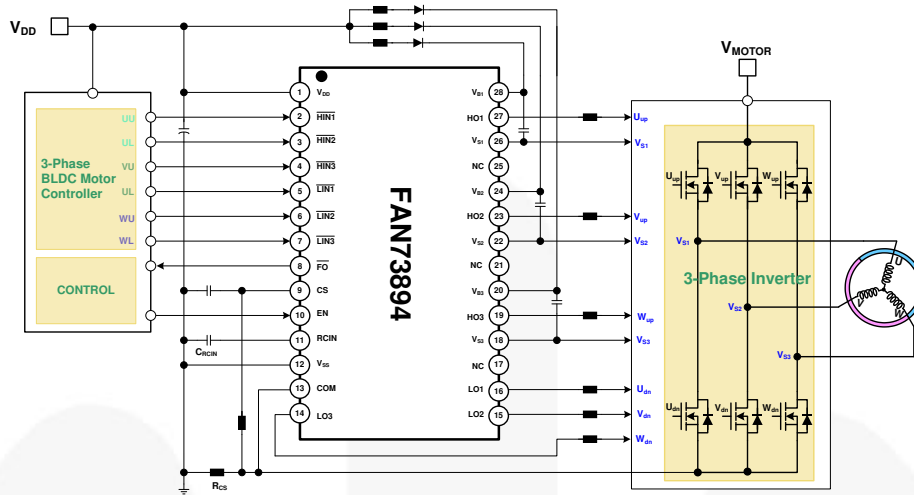 VDD
VMOTOR
3-Phase
BLDC Motor
Controller
UU
UL
VU
UL
WU
WL
CONTROL
FAN73894
1 VDD
2 HIN1
3 HIN2
4 HIN3
5 LIN1
6 LIN2
7 LIN3
8 FO
9 CS
10 EN
11 RCIN
12 VSS
13 COM
14 LO3
VB1 28
HO1 27
VS1 26
NC 25
VB2 24
HO2 23
VS2 22
NC 21
VB3 20
HO3 19
VS3 18
NC 17
LO1 16
LO2 15
CRCIN
RCS
Uup
VS1
Vup
VS2
Wup
VS3
Udn
Vdn
Wdn
Uup
Vup
Wup
VS1
3-Phase Inverter
VS2
VS3
Udn
Vdn
Wdn
U
V
W